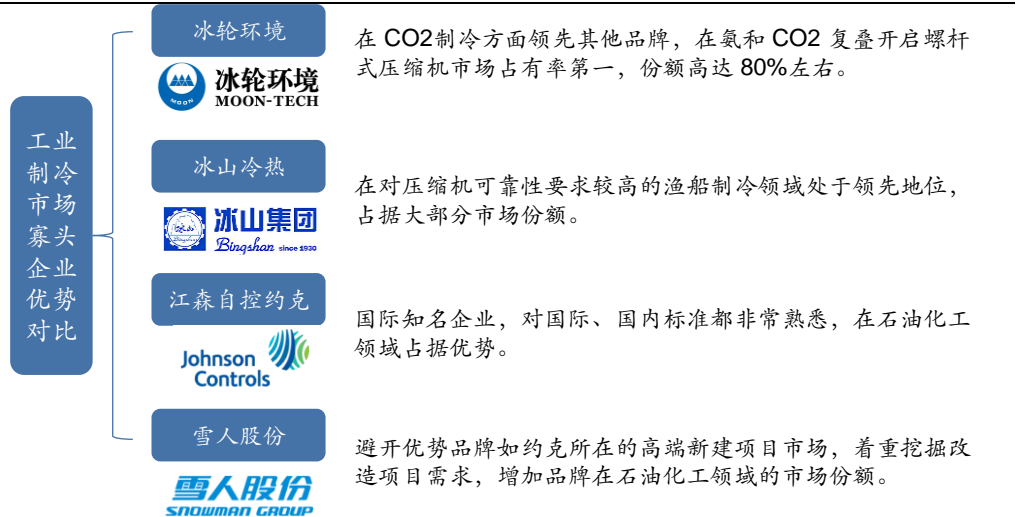 工业
制冷
市场
寡头
企业
优势
对比
冰轮环境
MOON
冰轮环境
MOON-TECH
在 CO2制冷方面领先其他品牌，在氨和 CO2 复叠开启螺杆
式压缩机市场占有率第一，份额高达 80%左右。
冰山冷热
冰山集团
Bingshan since 1930
在对压缩机可靠性要求较高的渔船制冷领域处于领先地位，
占据大部分市场份额。
江森自控约克
Johnson
Controls
国际知名企业，对国际、国内标准都非常熟悉，在石油化工
领域占据优势。
雪人股份
雪人股份
SNOWMAN GROUP
避开优势品牌如约克所在的高端新建项目市场，着重挖掘改
造项目需求，增加品牌在石油化工领域的市场份额。